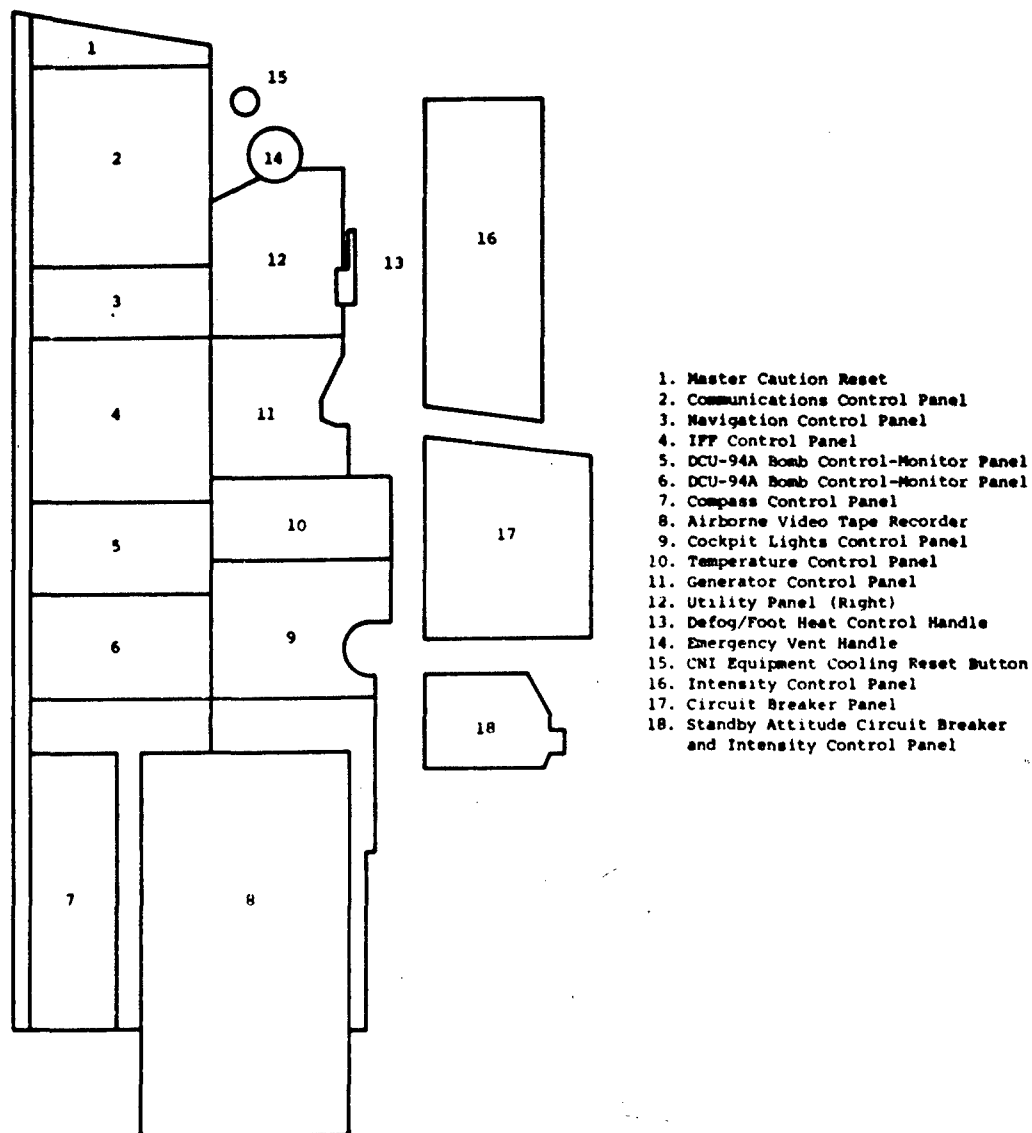 1
15
2
14
16
12
13
3
4
11
10
5
17
9
6
18
7
8
1. Master Caution Reset
2. Communications Control Panel
3. Navigation Control Panel
4. IFF Control Panel
5. DCU-94A Bomb Control-Monitor Panel
6. DCU-94A Bomb Control-Monitor Panel
7. Compass Control Panel
8. Airborne Video Tape Recorder
9. Cockpit Lights Control Panel
10. Temperature Control Panel
11. Generator Control Panel
12. Utility Panel (Right)
13. Defog/Foot Heat Control Handle
14. Emergency Vent Handle
15. CNI Equipment Cooling Reset Button
16. Intensity Control Panel
17. Circuit Breaker Panel
18. Standby Attitude Circuit Breaker
and Intensity Control Panel